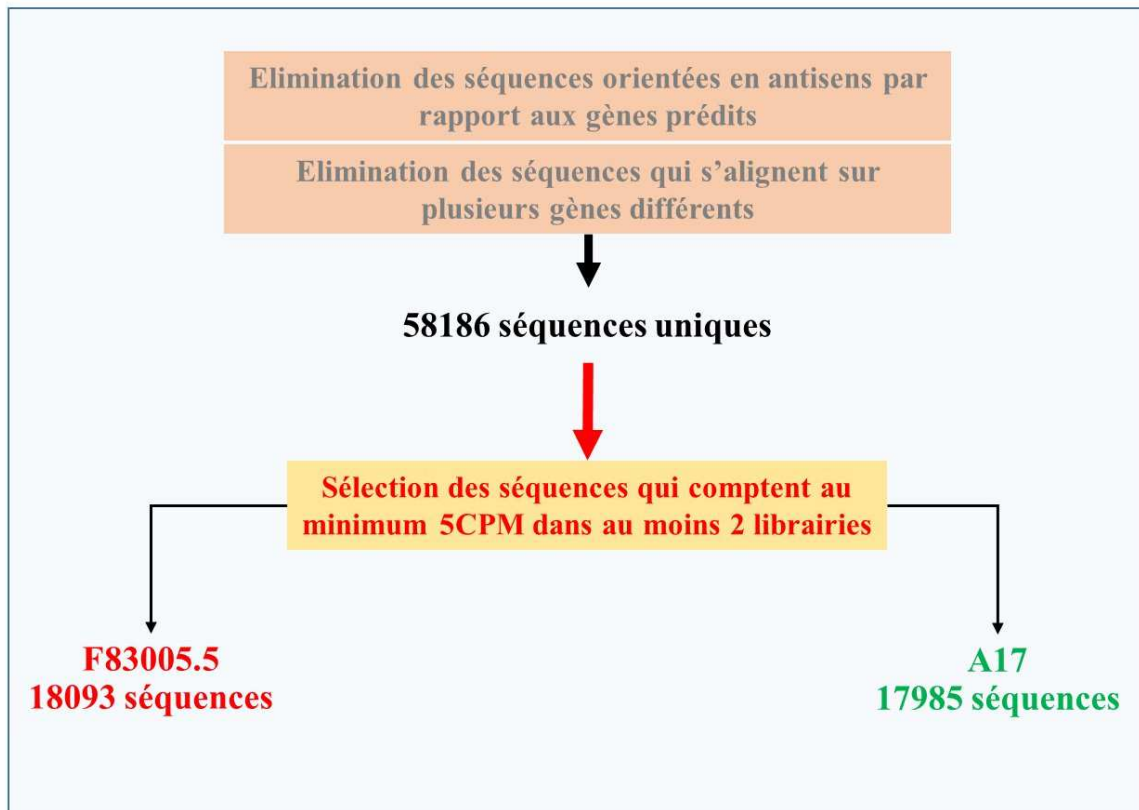 Elimination des séquences orientées en antisens par
rapport aux gènes prédits
Elimination des séquences qui s’alignent sur
plusieurs gènes différents
58186 séquences uniques
Sélection des séquences qui comptent au
minimum 5CPM dans au moins 2 librairies
F83005.5
18093 séquences
A17
17985 séquences